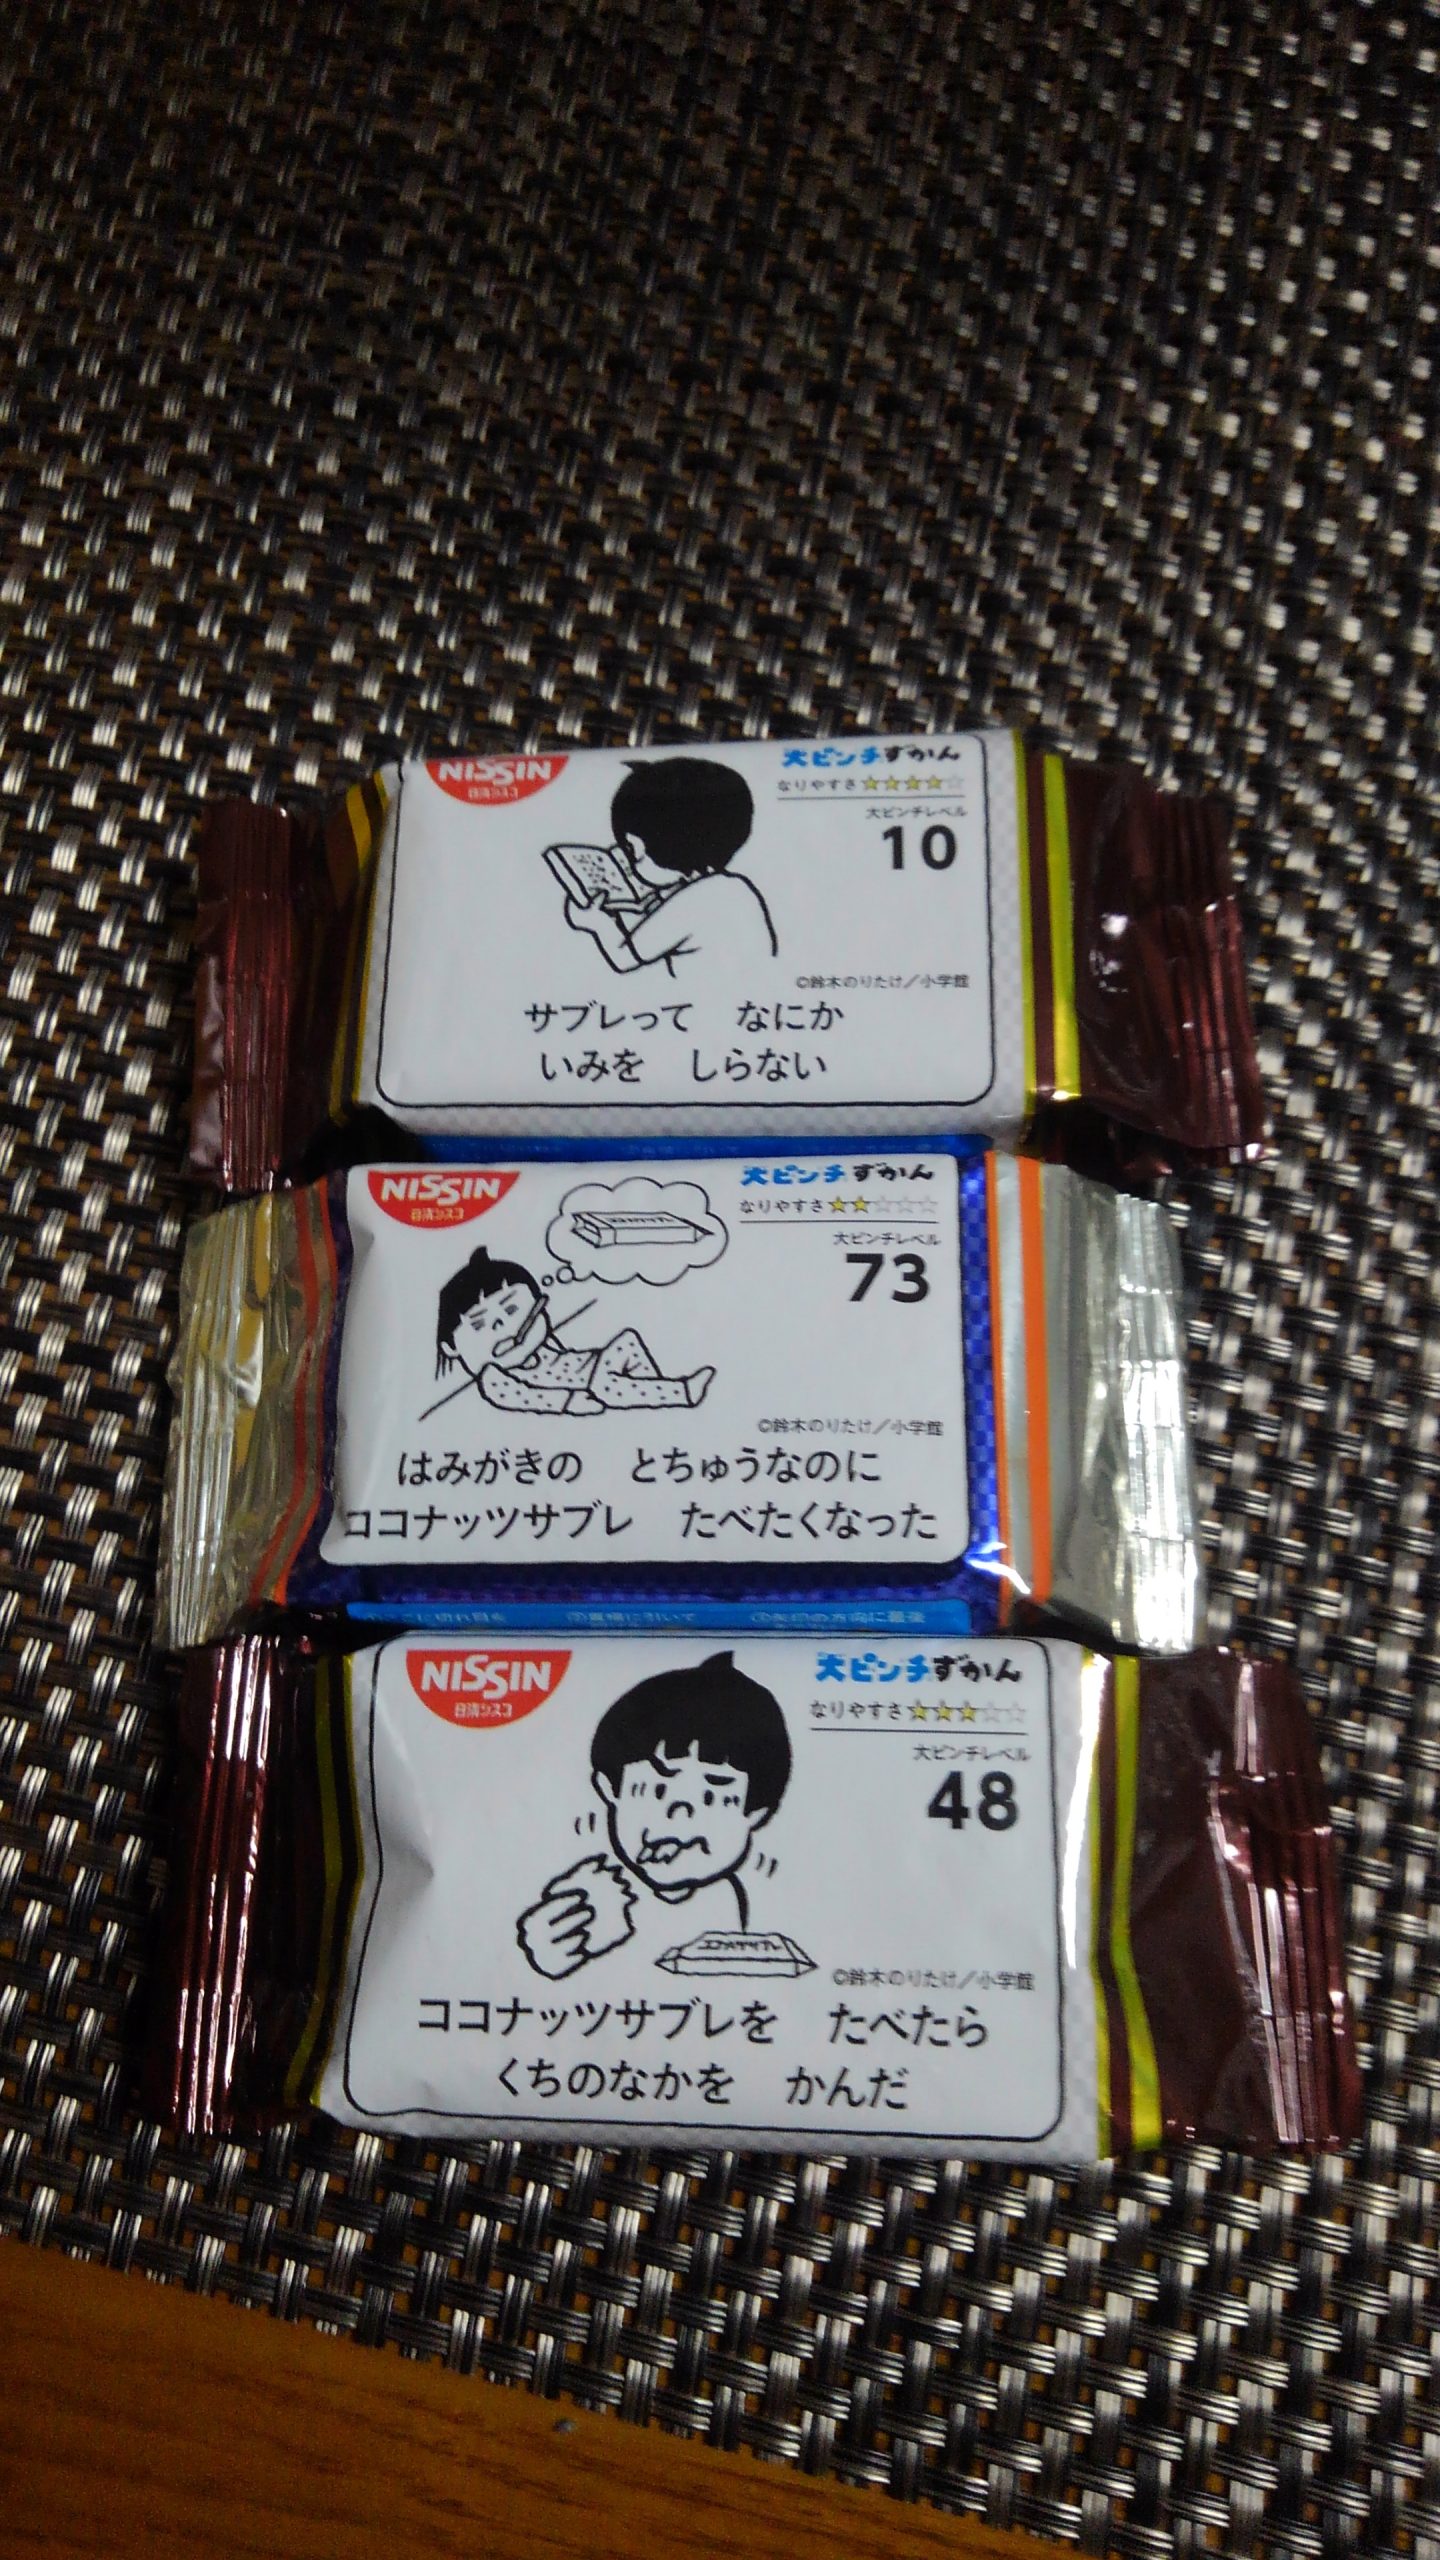 NISSIN
日清シスコ
大ピンチずかん
なりやすさ★★★★☆
大ピンチレベル
10
©鈴木のりたけ/小学館
サブレって なにか
いみを しらない
NISSIN
日清シスコ
大ピンチずかん
なりやすさ★★☆☆☆
大ピンチレベル
73
©鈴木のりたけ/小学館
はみがきの とちゅうなのに
ココナッツサブレ たべたくなった
NISSIN
日清シスコ
大ピンチずかん
なりやすさ★★★☆☆
大ピンチレベル
48
ココナッツサブレ
©鈴木のりたけ/小学館
ココナッツサブレを たべたら
くちのなかを かんだ